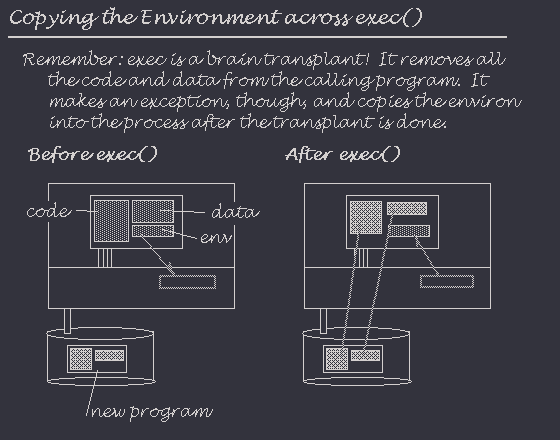 Copying the Environment across exec()
Remember: exec is a brain transplant! It removes all
the code and data from the calling program. It
makes an exception, though, and copies the environ
into the process after the transplant is done.
Before exec()
After exec()
code
data
env
new program